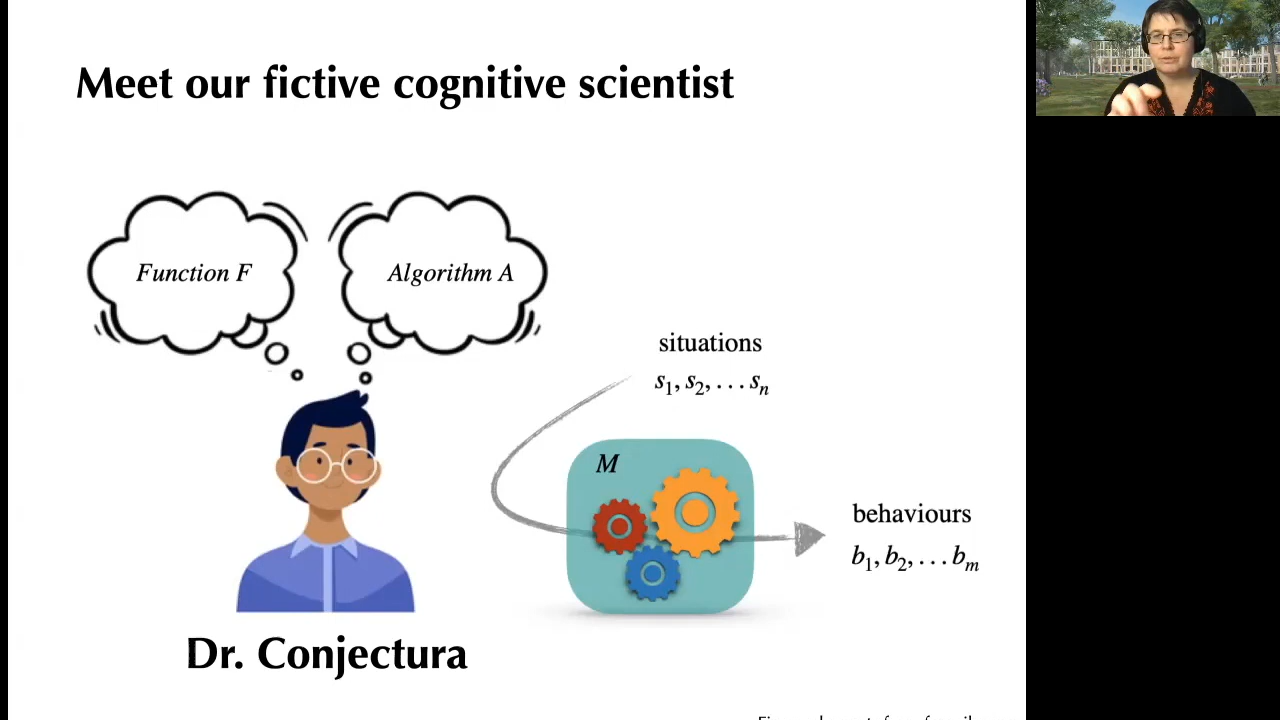 Meet our fictive cognitive scientist
Function F
Algorithm A
situations
s₁, s₂, . . . sₙ
M
behaviours
b₁, b₂, . . . bₘ
Dr. Conjectura